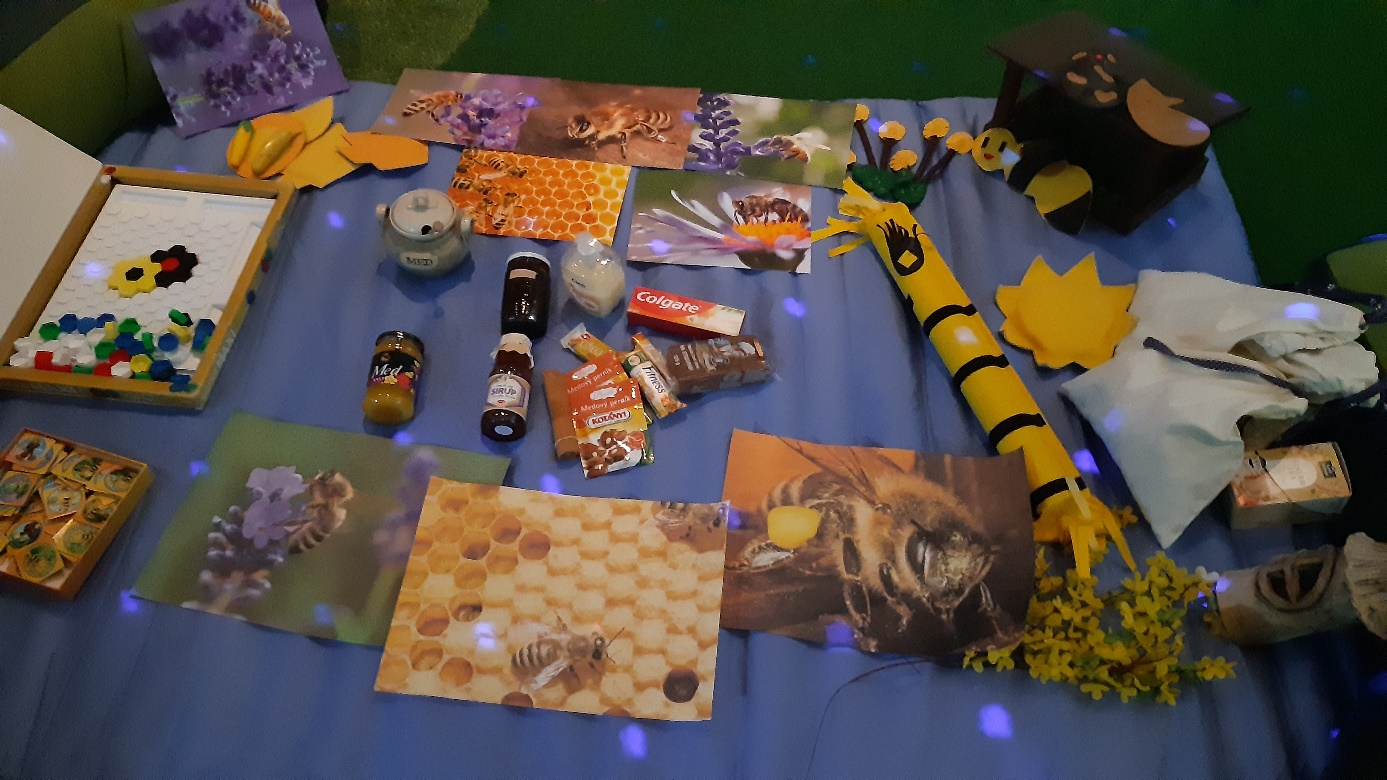 MED
Colgate
Med
SIRUP
Fitness
Medový perník
Medový perník
KOTÁNYI